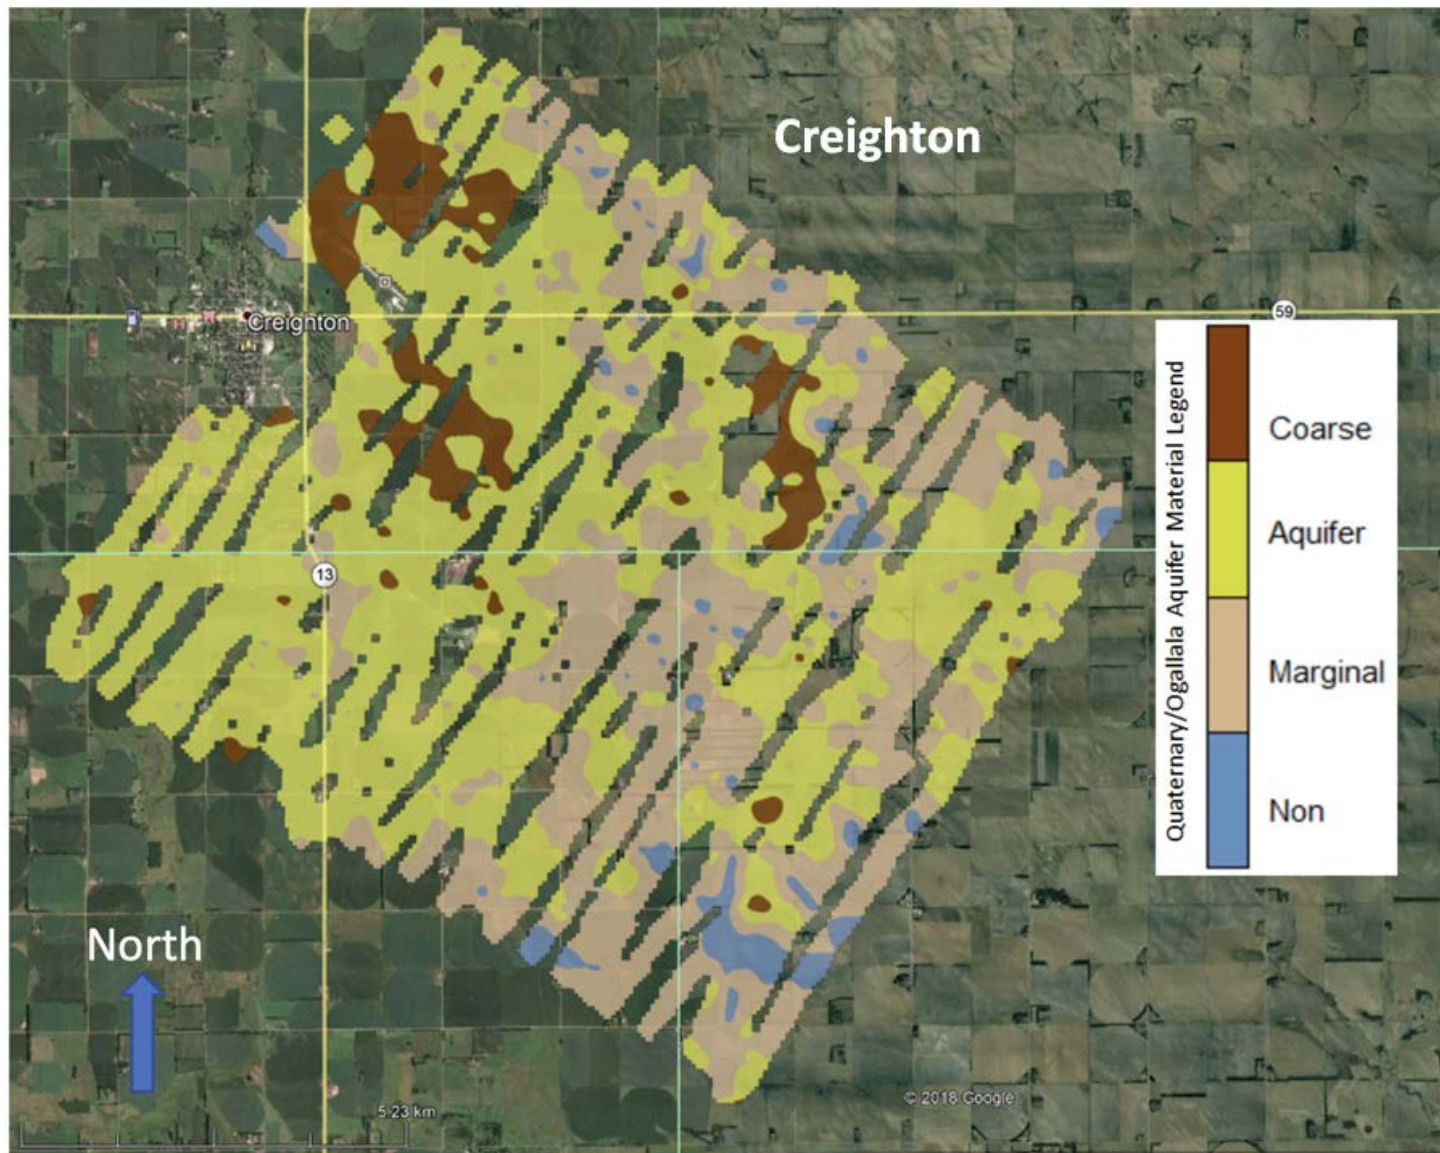 Creighton
59
Creighton
Quaternary/Ogallala Aquifer Material Legend
Coarse
Aquifer
13
Marginal
Non
North
© 2018 Google
5.23 km